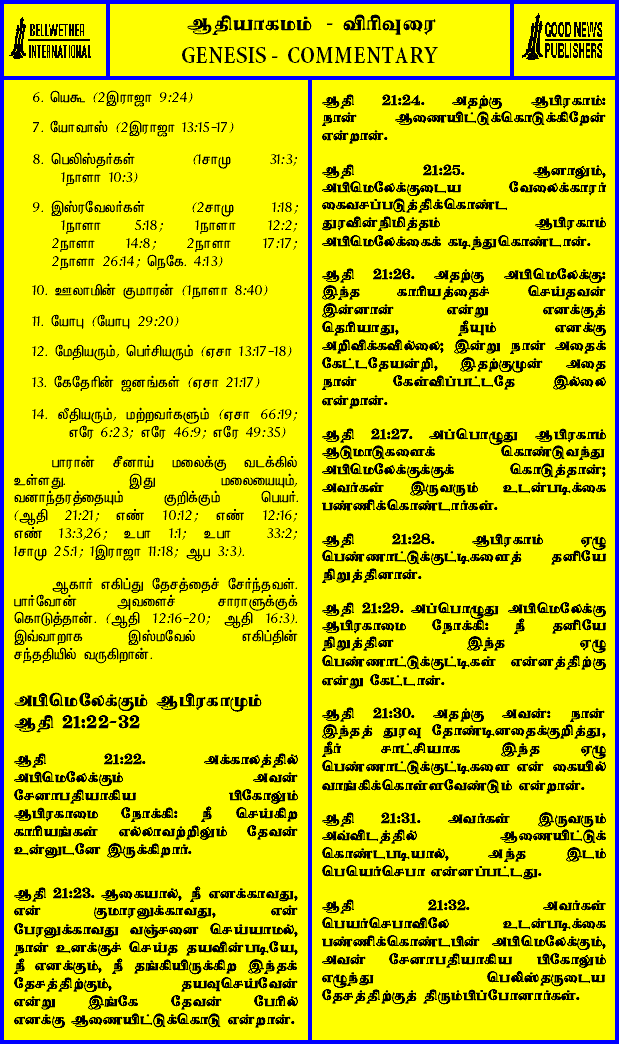 BELLWETHER
INTERNATIONAL
ஆதியாகமம் - விரிவுரை
GENESIS - COMMENTARY
GOOD NEWS
PUBLISHERS
6. யெகூ (2இராஜா 9:24)
7. யோவாஸ் (2இராஜா 13:15-17)
8. பெலிஸ்தர்கள் (1சாமு 31:3;
1நாளா 10:3)
9. இஸ்ரவேலர்கள் (2சாமு 1:18;
1நாளா 5:18; 1நாளா 12:2;
2நாளா 14:8; 2நாளா 17:17;
2நாளா 26:14; நெகே. 4:13)
10. ஊலாமின் குமாரன் (1நாளா 8:40)
11. யோபு (யோபு 29:20)
12. மேதியரும், பெர்சியரும் (ஏசா 13:17-18)
13. கேதேரின் ஜனங்கள் (ஏசா 21:17)
14. லீதியரும், மற்றவர்களும் (ஏசா 66:19;
எரே 6:23; எரே 46:9; எரே 49:35)
பாரான் சீனாய் மலைக்கு வடக்கில்
உள்ளது. இது மலையையும்,
வனாந்தரத்தையும் குறிக்கும் பெயர்.
(ஆதி 21:21; எண் 10:12; எண் 12:16;
எண் 13:3,26; உபா 1:1; உபா 33:2;
1சாமு 25:1; 1இராஜா 11:18; ஆப 3:3).
ஆகார் எகிப்து தேசத்தைச் சேர்ந்தவள்.
பார்வோன் அவளைச் சாராளுக்குக்
கொடுத்தான். (ஆதி 12:16-20; ஆதி 16:3).
இவ்வாறாக இஸ்மவேல் எகிப்தின்
சந்ததியில் வருகிறான்.
அபிமெலேக்கும் ஆபிரகாமும்
ஆதி 21:22-32
ஆதி 21:22. அக்காலத்தில்
அபிமெலேக்கும் அவன்
சேனாபதியாகிய பிகோலும்
ஆபிரகாமை நோக்கி: நீ செய்கிற
காரியங்கள் எல்லாவற்றிலும் தேவன்
உன்னுடனே இருக்கிறார்.
ஆதி 21:23. ஆகையால், நீ எனக்காவது,
என் குமாரனுக்காவது, என்
பேரனுக்காவது வஞ்சனை செய்யாமல்,
நான் உனக்குச் செய்த தயவின்படியே,
நீ எனக்கும், நீ தங்கியிருக்கிற இந்தத்
தேசத்திற்கும், தயவுசெய்வேன்
என்று இங்கே தேவன் பேரில்
எனக்கு ஆணையிட்டுக்கொடு என்றான்.
ஆதி 21:24. அதற்கு ஆபிரகாம்:
நான் ஆணையிட்டுக்கொடுக்கிறேன்
என்றான்.
ஆதி 21:25. ஆனாலும்,
அபிமெலேக்குடைய வேலைக்காரர்
கைவசப்படுத்திக்கொண்ட
துரவின்நிமித்தம் ஆபிரகாம்
அபிமெலேக்கைக் கடிந்துகொண்டான்.
ஆதி 21:26. அதற்கு அபிமெலேக்கு:
இந்த காரியத்தைச் செய்தவன்
இன்னான் என்று எனக்குத்
தெரியாது, நீயும் எனக்கு
அறிவிக்கவில்லை; இன்று நான் அதைக்
கேட்டதேயன்றி, இதற்குமுன் அதை
நான் கேள்விப்பட்டதே இல்லை
என்றான்.
ஆதி 21:27. அப்பொழுது ஆபிரகாம்
ஆடுமாடுகளைக் கொண்டுவந்து
அபிமெலேக்குக்குக் கொடுத்தான்;
அவர்கள் இருவரும் உடன்படிக்கை
பண்ணிக்கொண்டார்கள்.
ஆதி 21:28. ஆபிரகாம் ஏழு
பெண்ணாட்டுக்குட்டிகளைத் தனியே
நிறுத்தினான்.
ஆதி 21:29. அப்பொழுது அபிமெலேக்கு
ஆபிரகாமை நோக்கி: நீ தனியே
நிறுத்தின இந்த ஏழு
பெண்ணாட்டுக்குட்டிகள் என்னத்திற்கு
என்று கேட்டான்.
ஆதி 21:30. அதற்கு அவன்: நான்
இந்தத் துரவு தோண்டினதைக்குறித்து,
நீர் சாட்சியாக இந்த ஏழு
பெண்ணாட்டுக்குட்டிகளை என் கையில்
வாங்கிக்கொள்ளவேண்டும் என்றான்.
ஆதி 21:31. அவர்கள் இருவரும்
அவ்விடத்தில் ஆணையிட்டுக்
கொண்டபடியால், அந்த இடம்
பெயெர்செபா என்னப்பட்டது.
ஆதி 21:32. அவர்கள்
பெயர்செபாவிலே உடன்படிக்கை
பண்ணிக்கொண்டபின் அபிமெலேக்கும்,
அவன் சேனாபதியாகிய பிகோலும்
எழுந்து பெலிஸ்தருடைய
தேசத்திற்குத் திரும்பிப்போனார்கள்.